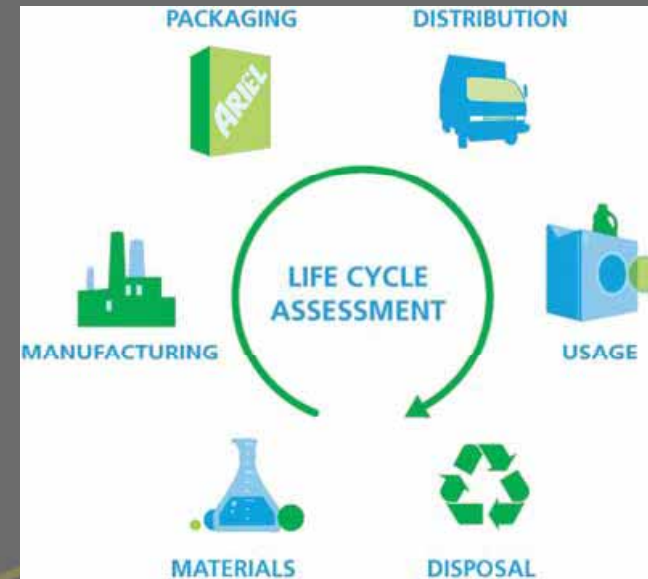 PACKAGING
DISTRIBUTION
ARIEL
LIFE CYCLE
ASSESSMENT
MANUFACTURING
USAGE
MATERIALS
DISPOSAL